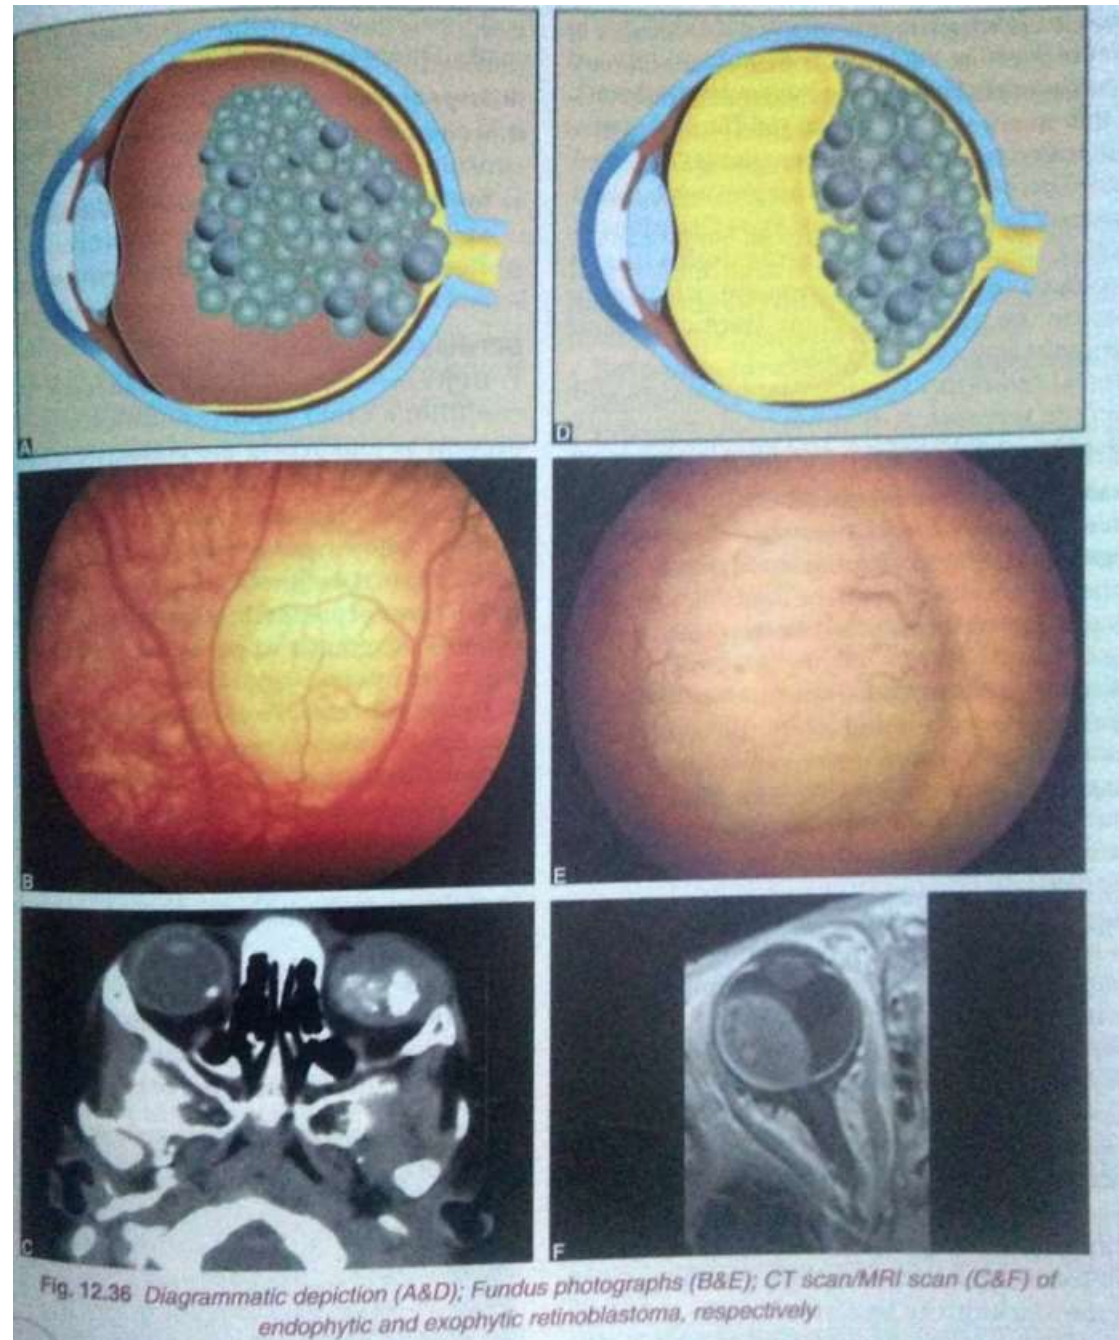 A
D
B
E
C
F
Fig. 12.36 Diagrammatic depiction (A&D); Fundus photographs (B&E); CT scan/MRI scan (C&F) of
endophytic and exophytic retinoblastoma, respectively